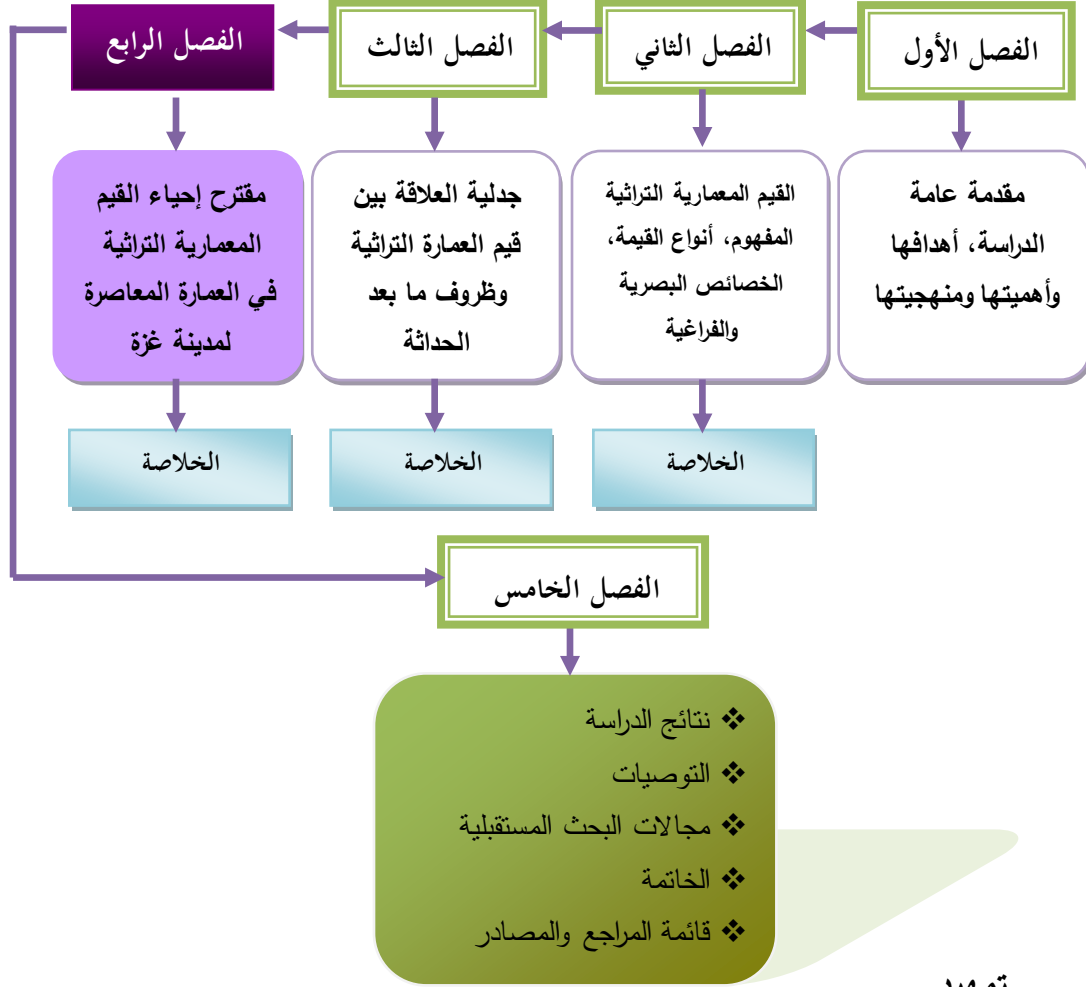 الفصل الأول
الفصل الثاني
الفصل الثالث
الفصل الرابع
مقدمة عامة
الدراسة، أهدافها
وأهميتها ومنهجيتها
القيم المعمارية التراثية
المفهوم، أنواع القيمة،
الخصائص البصرية
والفراغية
جدلية العلاقة بين
قيم العمارة التراثية
وظروف ما بعد
الحداثة
مقترح إحياء القيم
المعمارية التراثية
في العمارة المعاصرة
لمدينة غزة
الخلاصة
الخلاصة
الخلاصة
الفصل الخامس
❖ نتائج الدراسة
❖ التوصيات
❖ مجالات البحث المستقبلية
❖ الخاتمة
❖ قائمة المراجع والمصادر